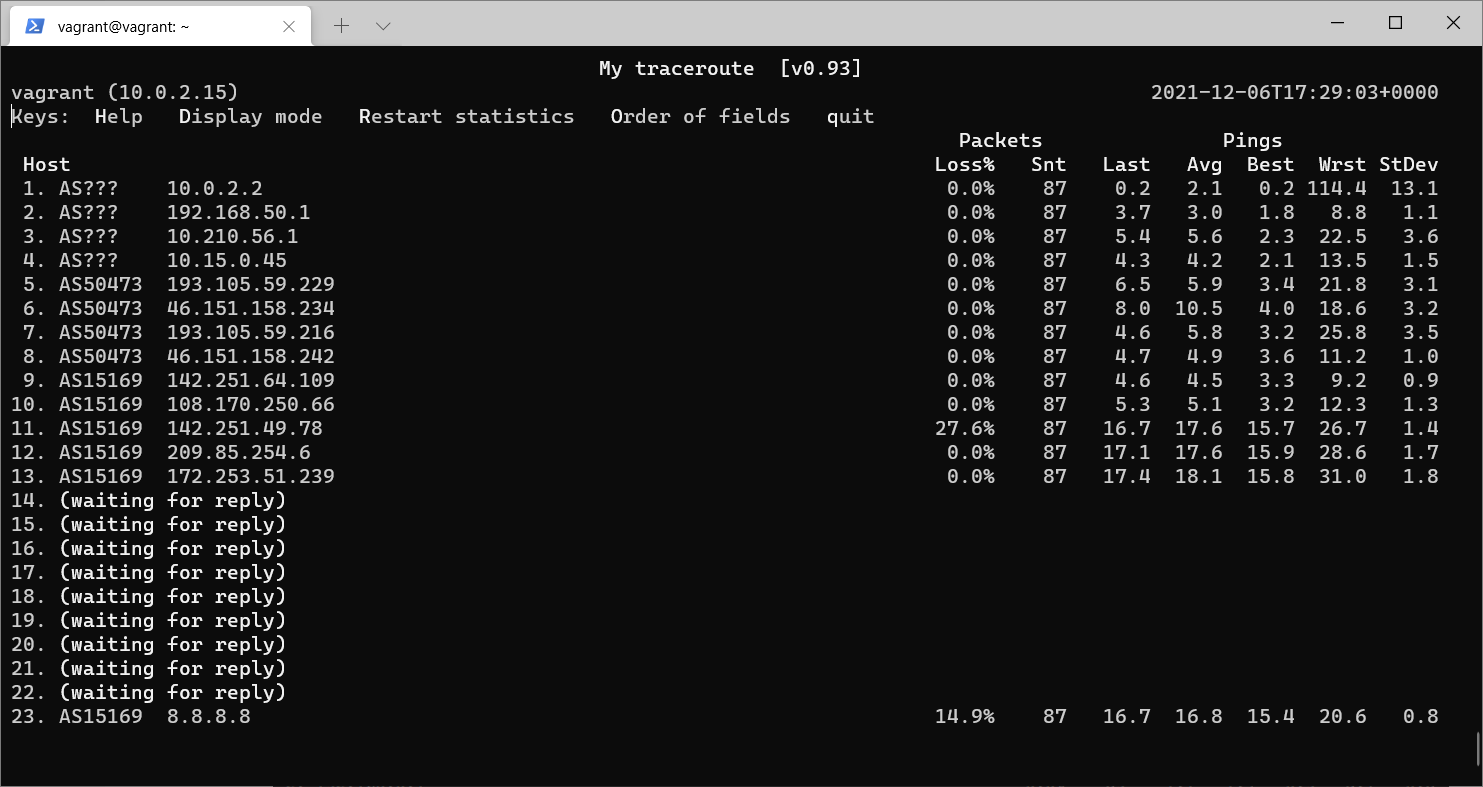 vagrant@vagrant: ~
My traceroute  [v0.93]
vagrant (10.0.2.15) 2021-12-06T17:29:03+0000
Keys:  Help   Display mode   Restart statistics   Order of fields   quit
Packets Pings
Host Loss% Snt Last Avg Best Wrst StDev
1. AS??? 10.0.2.2 0.0% 87 0.2 2.1 0.2 114.4 13.1
2. AS??? 192.168.50.1 0.0% 87 3.7 3.0 1.8 8.8 1.1
3. AS??? 10.210.56.1 0.0% 87 5.4 5.6 2.3 22.5 3.6
4. AS??? 10.15.0.45 0.0% 87 4.3 4.2 2.1 13.5 1.5
5. AS50473 193.105.59.229 0.0% 87 6.5 5.9 3.4 21.8 3.1
6. AS50473 46.151.158.234 0.0% 87 8.0 10.5 4.0 18.6 3.2
7. AS50473 193.105.59.216 0.0% 87 4.6 5.8 3.2 25.8 3.5
8. AS50473 46.151.158.242 0.0% 87 4.7 4.9 3.6 11.2 1.0
9. AS15169 142.251.64.109 0.0% 87 4.6 4.5 3.3 9.2 0.9
10. AS15169 108.170.250.66 0.0% 87 5.3 5.1 3.2 12.3 1.3
11. AS15169 142.251.49.78 27.6% 87 16.7 17.6 15.7 26.7 1.4
12. AS15169 209.85.254.6 0.0% 87 17.1 17.6 15.9 28.6 1.7
13. AS15169 172.253.51.239 0.0% 87 17.4 18.1 15.8 31.0 1.8
14. (waiting for reply)
15. (waiting for reply)
16. (waiting for reply)
17. (waiting for reply)
18. (waiting for reply)
19. (waiting for reply)
20. (waiting for reply)
21. (waiting for reply)
22. (waiting for reply)
23. AS15169 8.8.8.8 14.9% 87 16.7 16.8 15.4 20.6 0.8